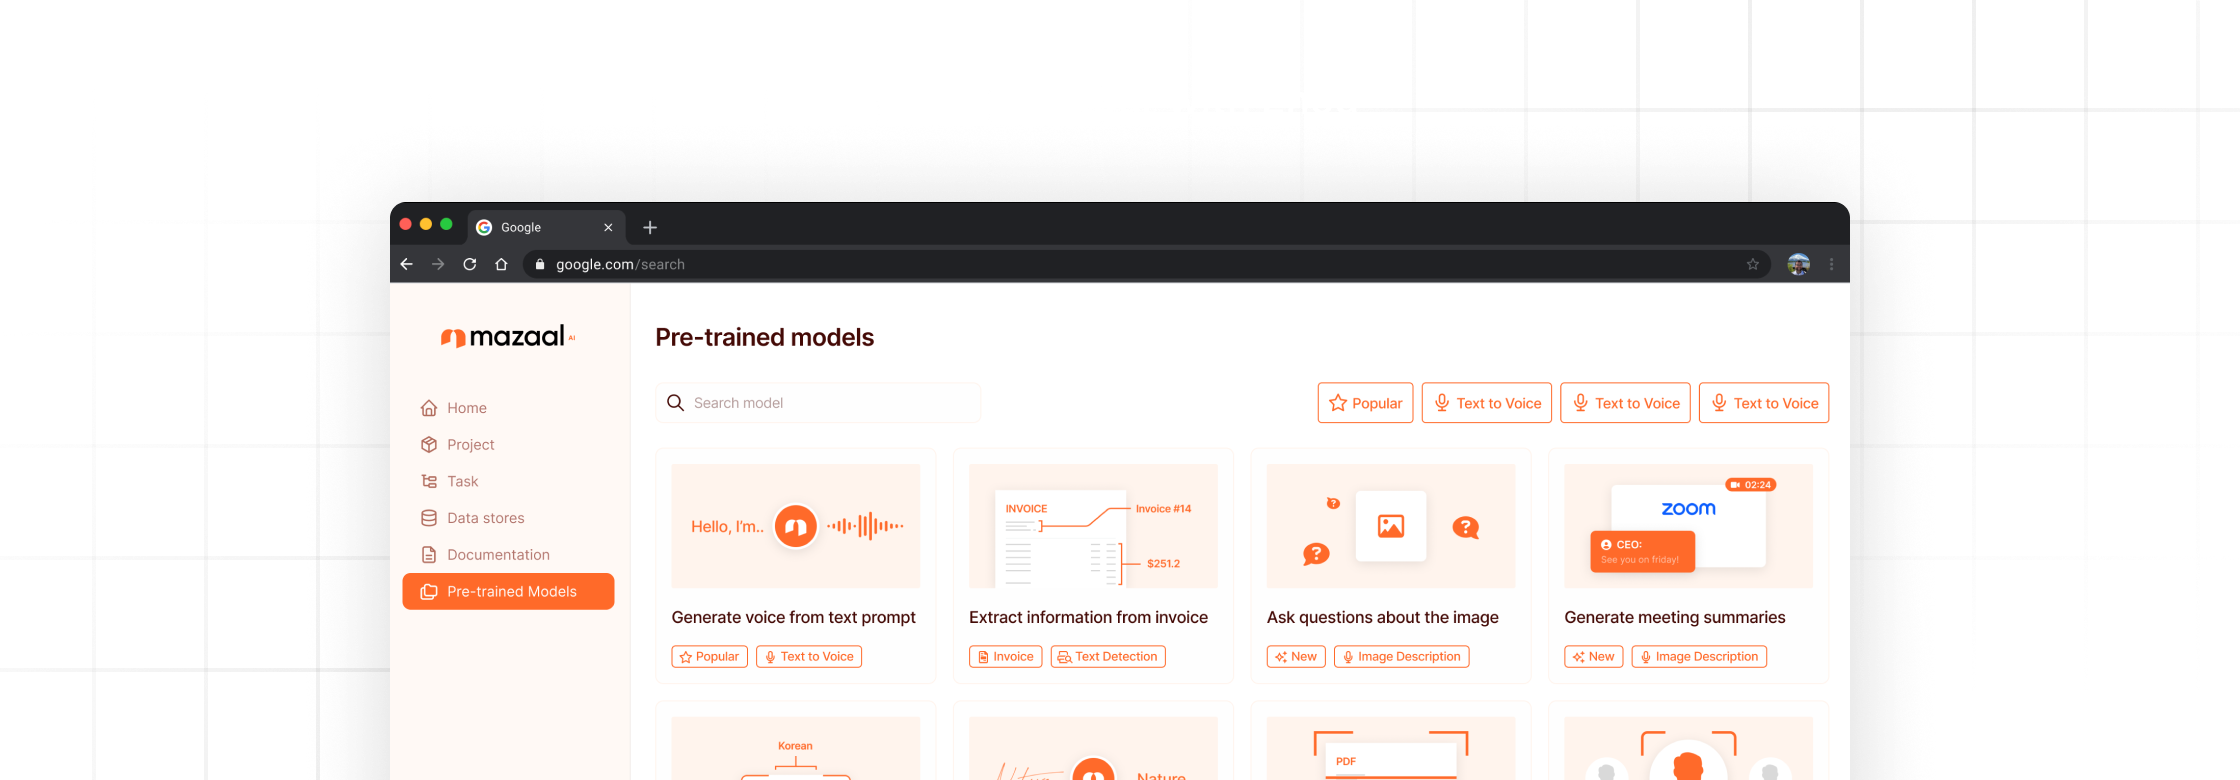 Google
google.com/search
mazaal AI
Home
Project
Task
Data stores
Documentation
Pre-trained Models
Pre-trained models
Search model
Popular
Text to Voice
Text to Voice
Text to Voice
Hello, I'm..
Generate voice from text prompt
Popular
Text to Voice
INVOICE
Invoice #14
$251.2
Extract information from invoice
Invoice
Text Detection
Ask questions about the image
New
Image Description
02:24
zoom
CEO:
See you on friday!
Generate meeting summaries
New
Image Description
Korean
Nature
PDF